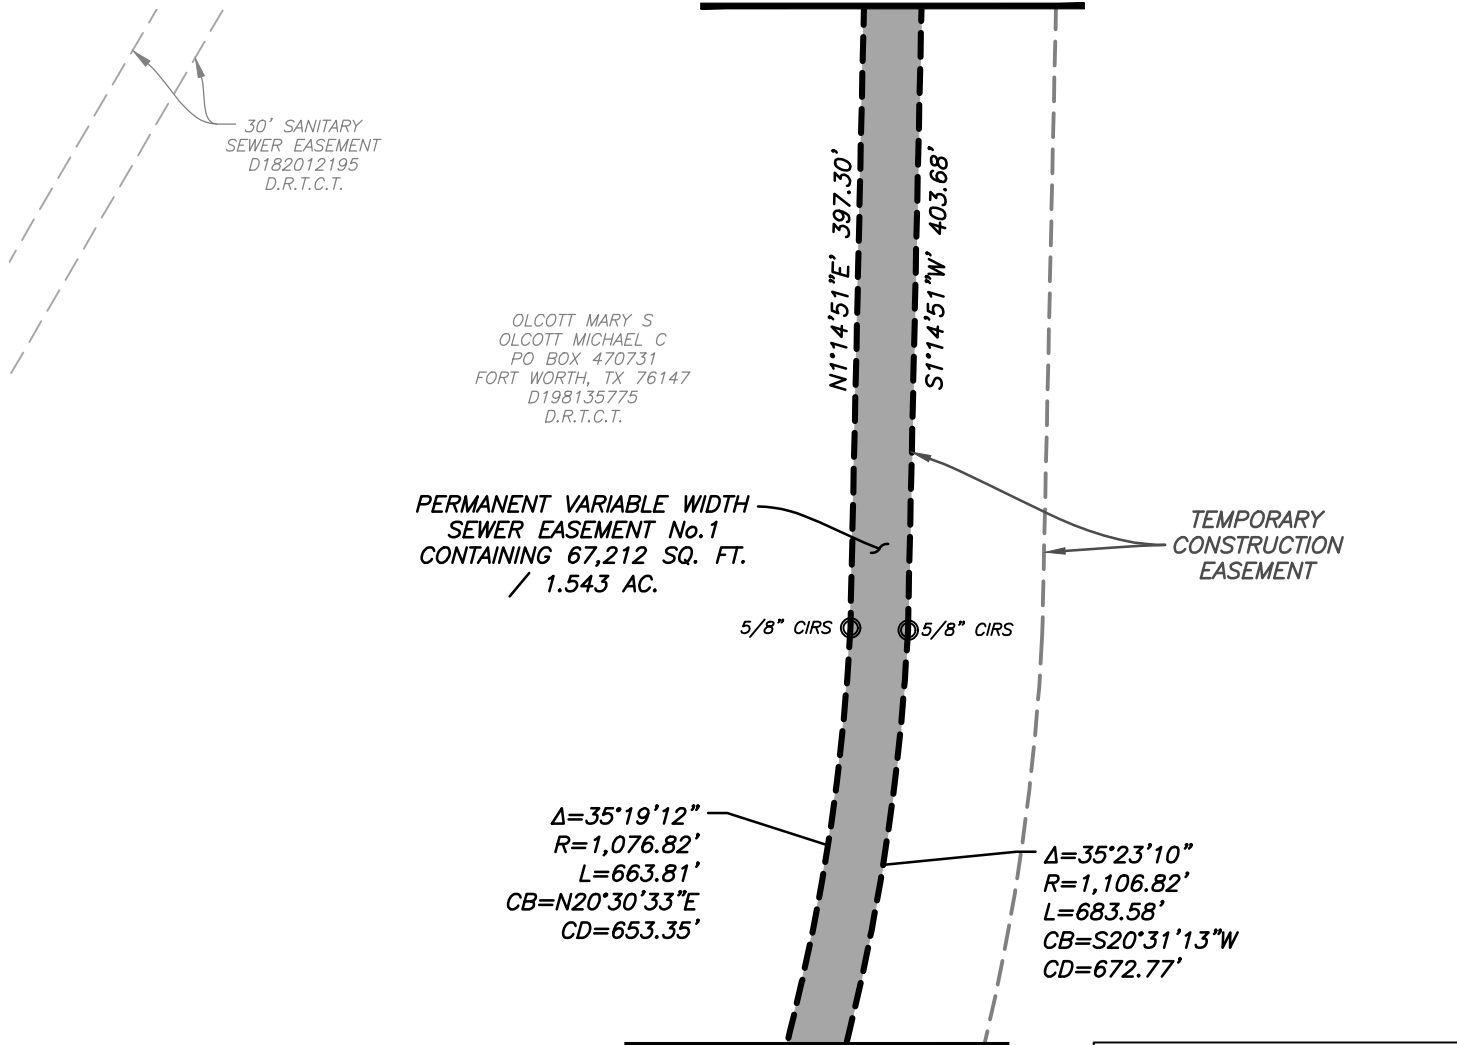 30' SANITARY
SEWER EASEMENT
D182012195
D.R.T.C.T.
N1°14'51"E' 397.30'
S1°14'51"W' 403.68'
OLCOTT MARY S
OLCOTT MICHAEL C
PO BOX 470731
FORT WORTH, TX 76147
D198135775
D.R.T.C.T.
PERMANENT VARIABLE WIDTH
SEWER EASEMENT No.1
CONTAINING 67,212 SQ. FT.
/ 1.543 AC.
TEMPORARY
CONSTRUCTION
EASEMENT
5/8" CIRS
5/8" CIRS
Δ=35°19'12"
R=1,076.82'
L=663.81'
CB=N20°30'33"E
CD=653.35'
Δ=35°23'10"
R=1,106.82'
L=683.58'
CB=S20°31'13"W
CD=672.77'